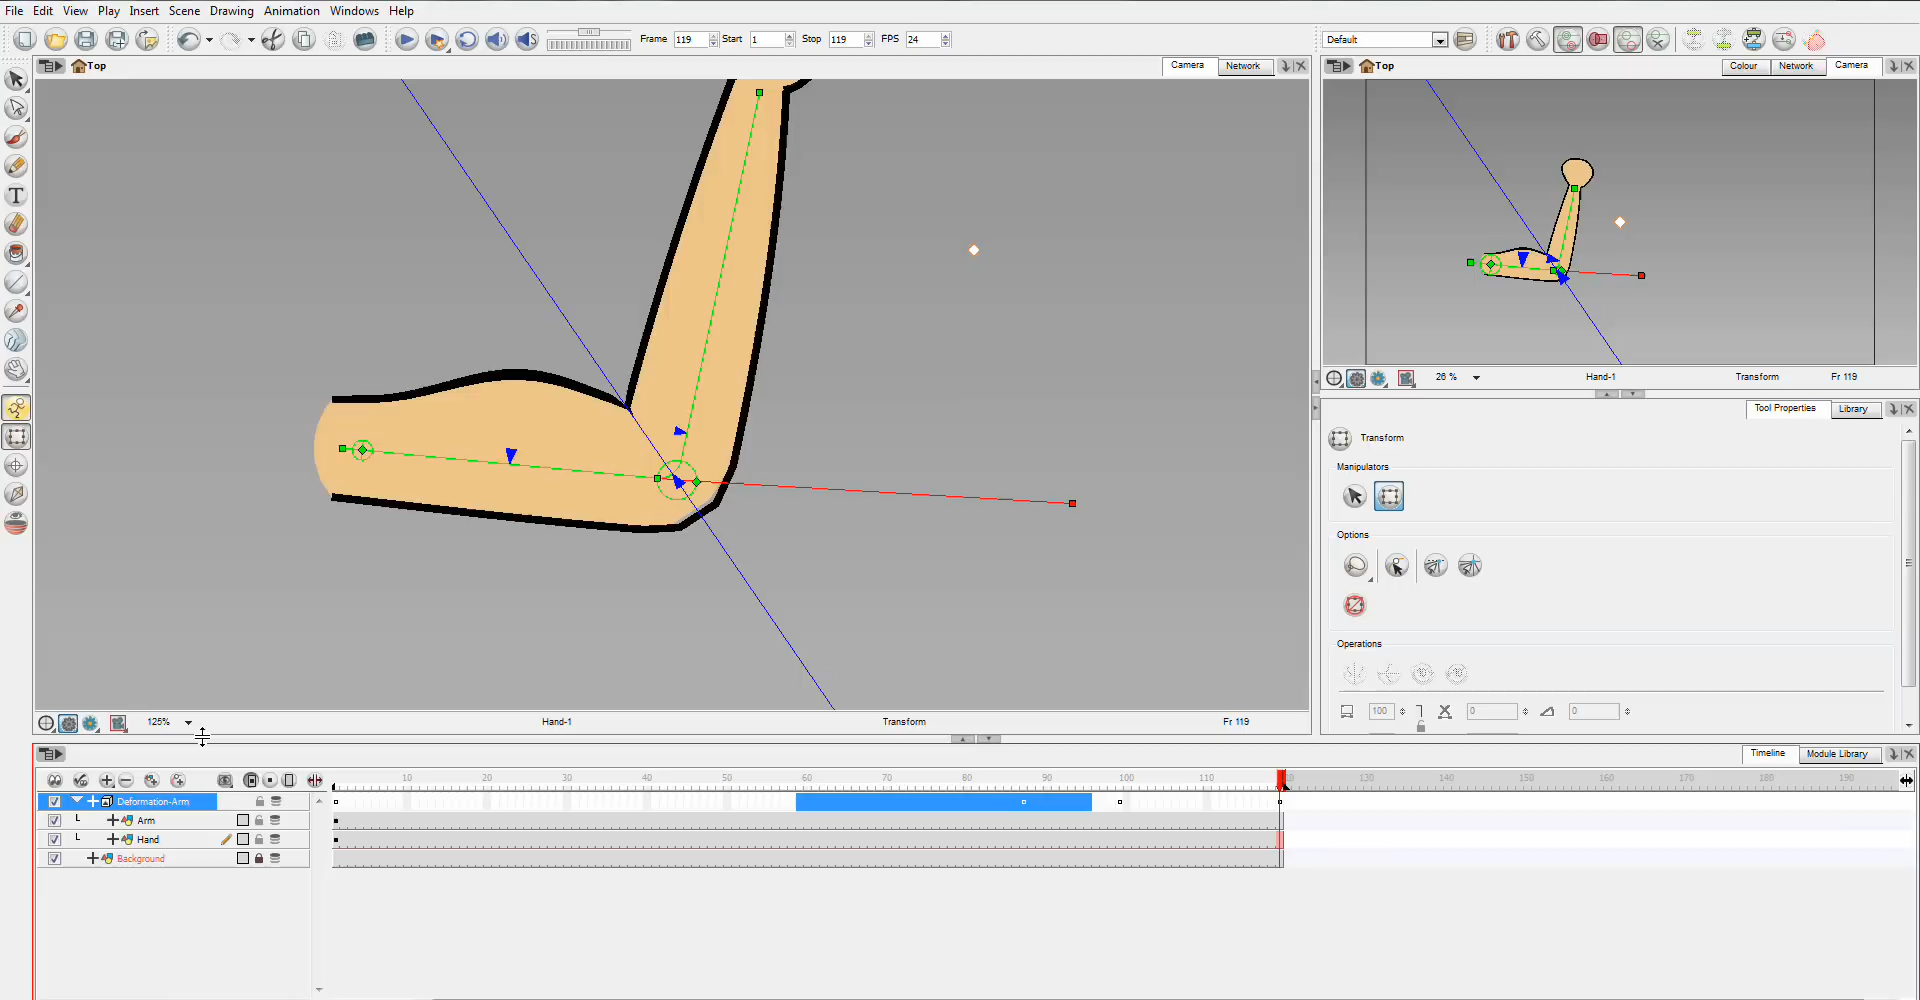 File Edit View Play Insert Scene Drawing Animation Windows Help
Frame 119 Start 1 Stop 119 FPS 24
Default
Top
Camera Network
Top
Colour Network Camera
T
26 % Hand-1 Transform Fr 119
Tool Properties Library
Transform
Manipulators
Options
Operations
100 0 0
125% Hand-1 Transform Fr 119
Timeline Module Library
10 20 30 40 50 60 70 80 90 100 110 20 130 140 150 160 170 180 190
Deformation-Arm
Arm
Hand
Background